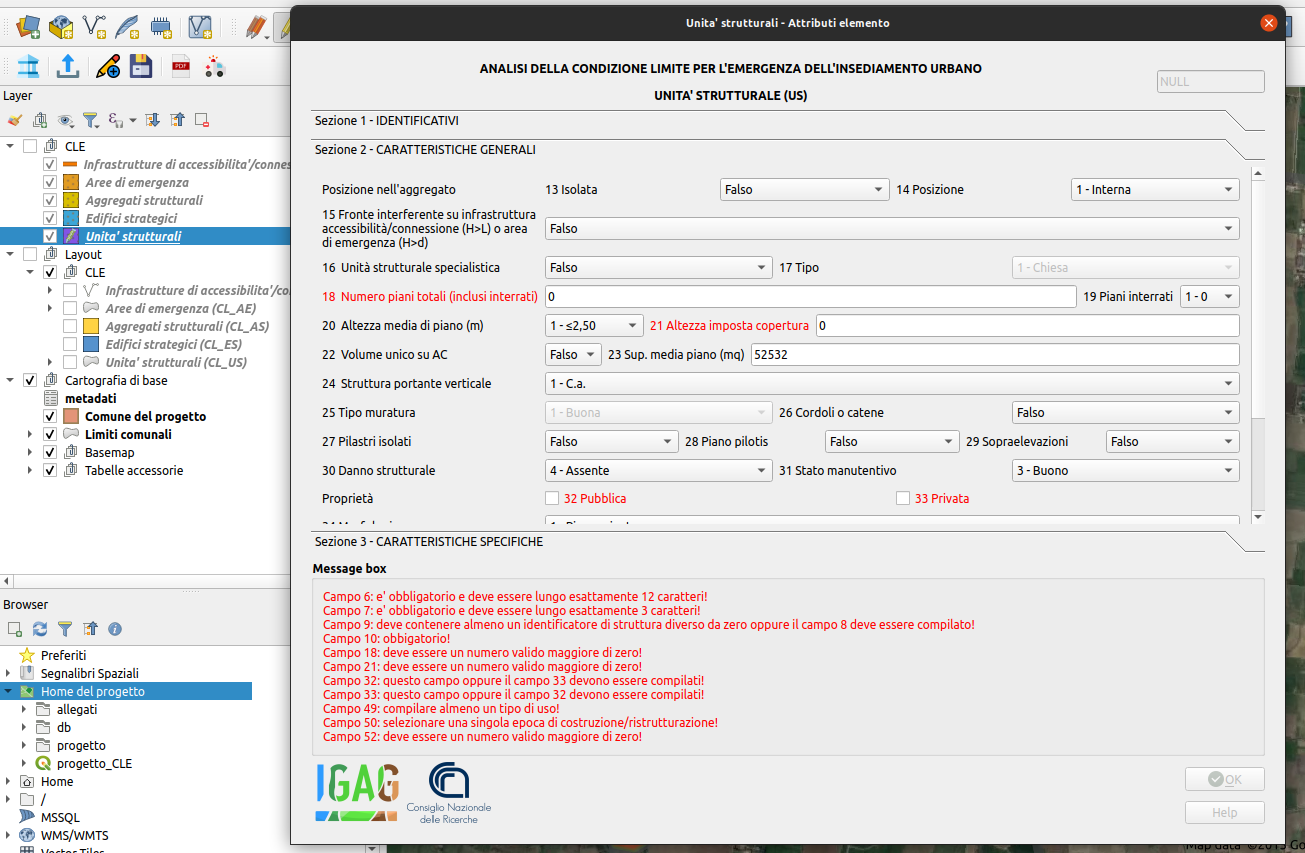 Unita' strutturali - Attributi elemento
PDF
Layer
CLE
Infrastrutture di accessibilita'/connes
Aree di emergenza
Aggregati strutturali
Edifici strategici
Unita' strutturali
Layout
CLE
Infrastrutture di accessibilita'/co
Aree di emergenza (CL_AE)
Aggregati strutturali (CL_AS)
Edifici strategici (CL_ES)
Unita' strutturali (CL_US)
Cartografia di base
metadati
Comune del progetto
Limiti comunali
Basemap
Tabelle accessorie
Browser
Preferiti
Segnalibri Spaziali
Home del progetto
allegati
db
progetto
progetto_CLE
Home
/
MSSQL
WMS/WMTS
Vector Tiles
ANALISI DELLA CONDIZIONE LIMITE PER L'EMERGENZA DELL'INSEDIAMENTO URBANO
NULL
UNITA' STRUTTURALE (US)
Sezione 1 - IDENTIFICATIVI
Sezione 2 - CARATTERISTICHE GENERALI
Posizione nell'aggregato 13 Isolata Falso 14 Posizione 1 - Interna
15 Fronte interferente su infrastruttura
accessibilità/connessione (H>L) o area Falso
di emergenza (H>d)
16 Unità strutturale specialistica Falso 17 Tipo 1 - Chiesa
18 Numero piani totali (inclusi interrati) 0 19 Piani interrati 1 - 0
20 Altezza media di piano (m) 1 - ≤2,50 21 Altezza imposta copertura 0
22 Volume unico su AC Falso 23 Sup. media piano (mq) 52532
24 Struttura portante verticale 1 - C.a.
25 Tipo muratura 1 - Buona 26 Cordoli o catene Falso
27 Pilastri isolati Falso 28 Piano pilotis Falso 29 Sopraelevazioni Falso
30 Danno strutturale 4 - Assente 31 Stato manutentivo 3 - Buono
Proprietà 32 Pubblica 33 Privata
Sezione 3 - CARATTERISTICHE SPECIFICHE
Message box
Campo 6: e' obbligatorio e deve essere lungo esattamente 12 caratteri!
Campo 7: e' obbligatorio e deve essere lungo esattamente 3 caratteri!
Campo 9: deve contenere almeno un identificatore di struttura diverso da zero oppure il campo 8 deve essere compilato!
Campo 10: obbigatorio!
Campo 18: deve essere un numero valido maggiore di zero!
Campo 21: deve essere un numero valido maggiore di zero!
Campo 32: questo campo oppure il campo 33 devono essere compilati!
Campo 33: questo campo oppure il campo 32 devono essere compilati!
Campo 49: compilare almeno un tipo di uso!
Campo 50: selezionare una singola epoca di costruzione/ristrutturazione!
Campo 52: deve essere un numero valido maggiore di zero!
IGAG
Consiglio Nazionale
delle Ricerche
OK
Help